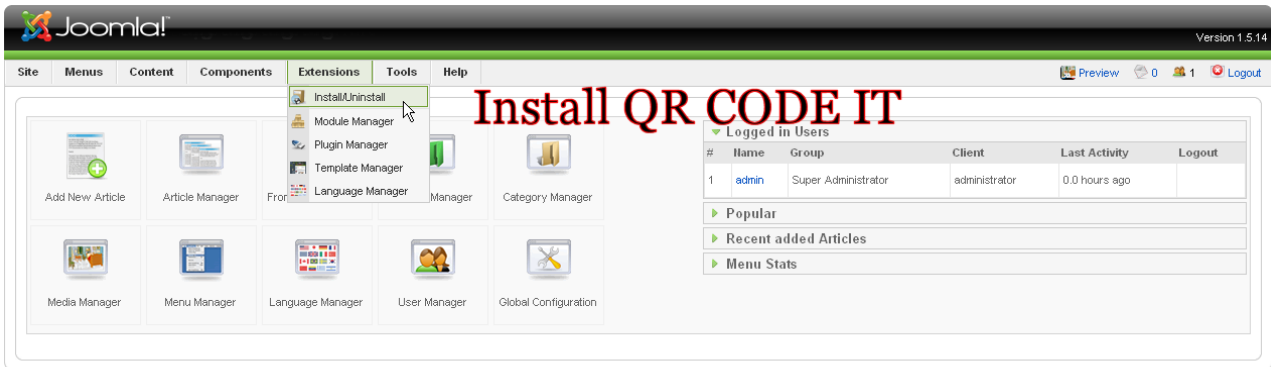 Joomla!
Version 1.5.14
Site Menus Content Components Extensions Tools Help Preview 0 1 Logout
Install/Uninstall
Module Manager
Plugin Manager
Template Manager
Language Manager
Install QR CODE IT
Add New Article Article Manager Fron Manager Category Manager
Media Manager Menu Manager Language Manager User Manager Global Configuration
Logged in Users
# Name Group Client Last Activity Logout
1 admin Super Administrator administrator 0.0 hours ago
Popular
Recent added Articles
Menu Stats